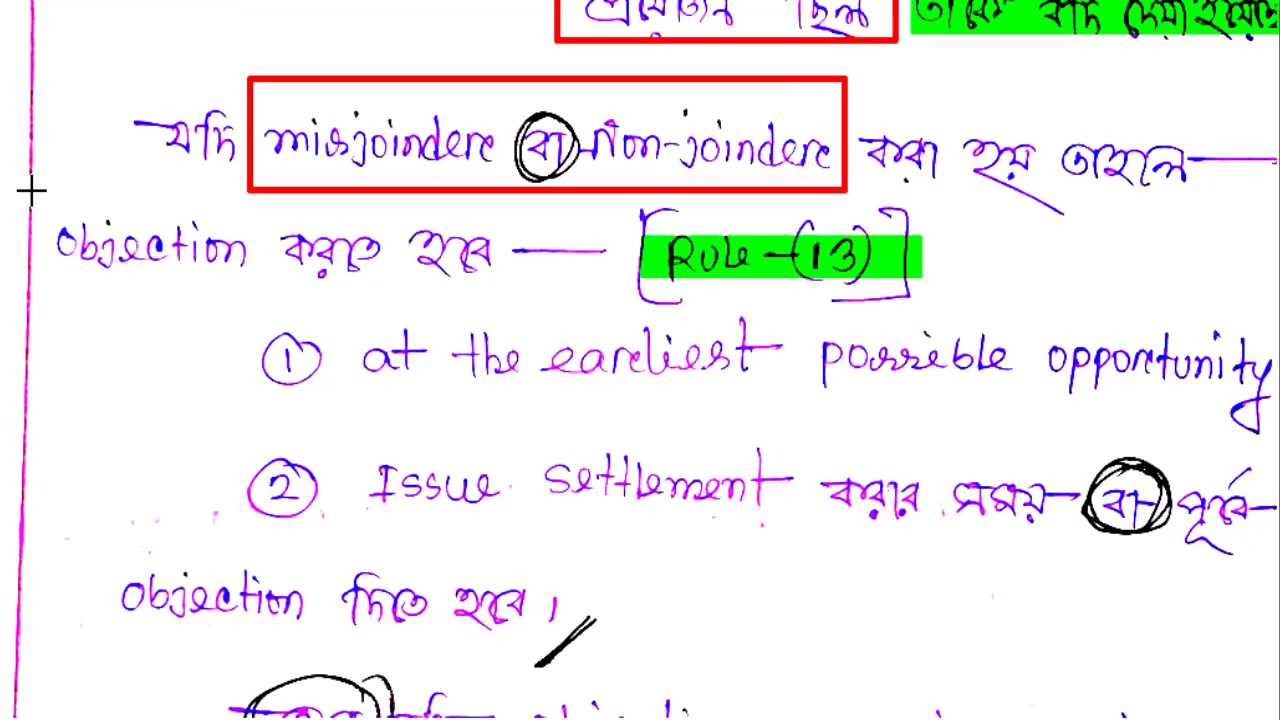 প্রয়োজন ছিল তাকে বাদ দেয়া হয়েছে
যদি misjoinder বা Non-joinder করা হয় তাহলে
objection করতে হবে — [Rule-(13)]
① at the earliest possible opportunity
② Issue settlement করার সময় বা পূর্বে
objection দিতে হবে।